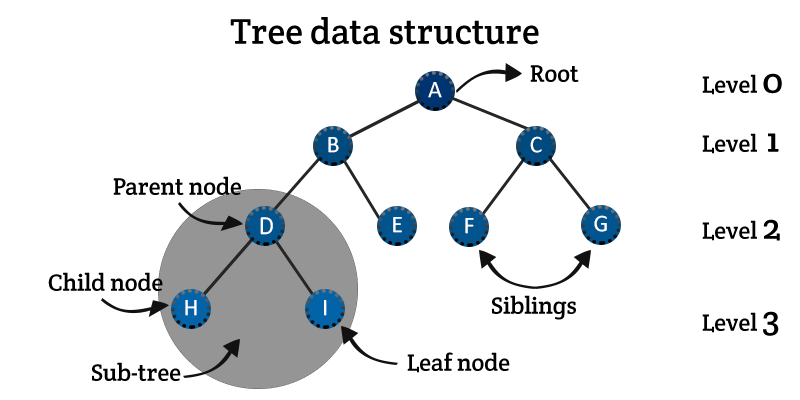 Tree data structure
A
Root
Level 0
B
C
Level 1
Parent node
D
E
F
G
Level 2
Child node
H
I
Siblings
Level 3
Sub-tree
Leaf node